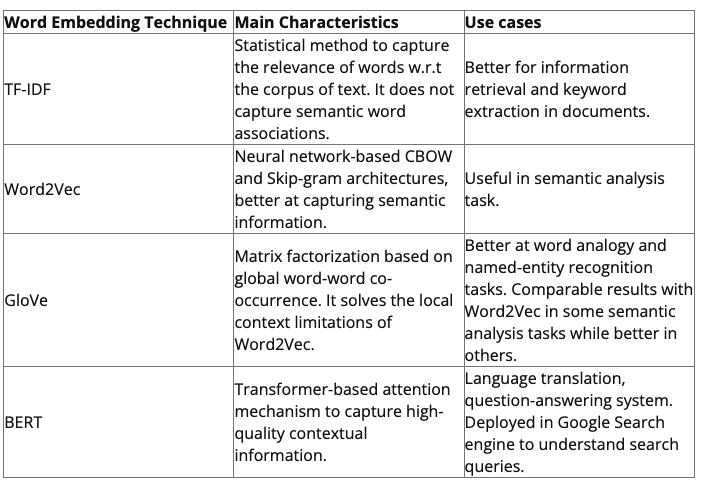 Word Embedding Technique Main Characteristics Use cases
TF-IDF
Statistical method to capture
the relevance of words w.r.t
the corpus of text. It does not
capture semantic word
associations.
Better for information
retrieval and keyword
extraction in documents.
Word2Vec
Neural network-based CBOW
and Skip-gram architectures,
better at capturing semantic
information.
Useful in semantic analysis
task.
GloVe
Matrix factorization based on
global word-word co-
occurrence. It solves the local
context limitations of
Word2Vec.
Better at word analogy and
named-entity recognition
tasks. Comparable results with
Word2Vec in some semantic
analysis tasks while better in
others.
BERT
Transformer-based attention
mechanism to capture high-
quality contextual
information.
Language translation,
question-answering system.
Deployed in Google Search
engine to understand search
queries.